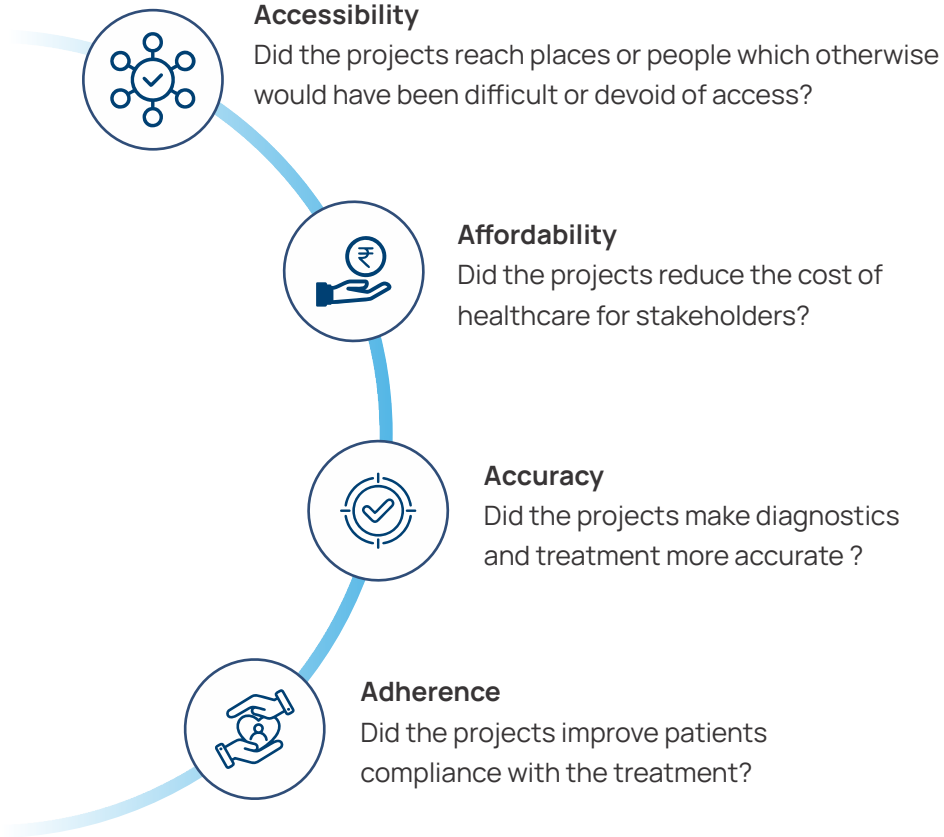 Accessibility
Did the projects reach places or people which otherwise
would have been difficult or devoid of access?
₹
Affordability
Did the projects reduce the cost of
healthcare for stakeholders?
Accuracy
Did the projects make diagnostics
and treatment more accurate ?
Adherence
Did the projects improve patients
compliance with the treatment?